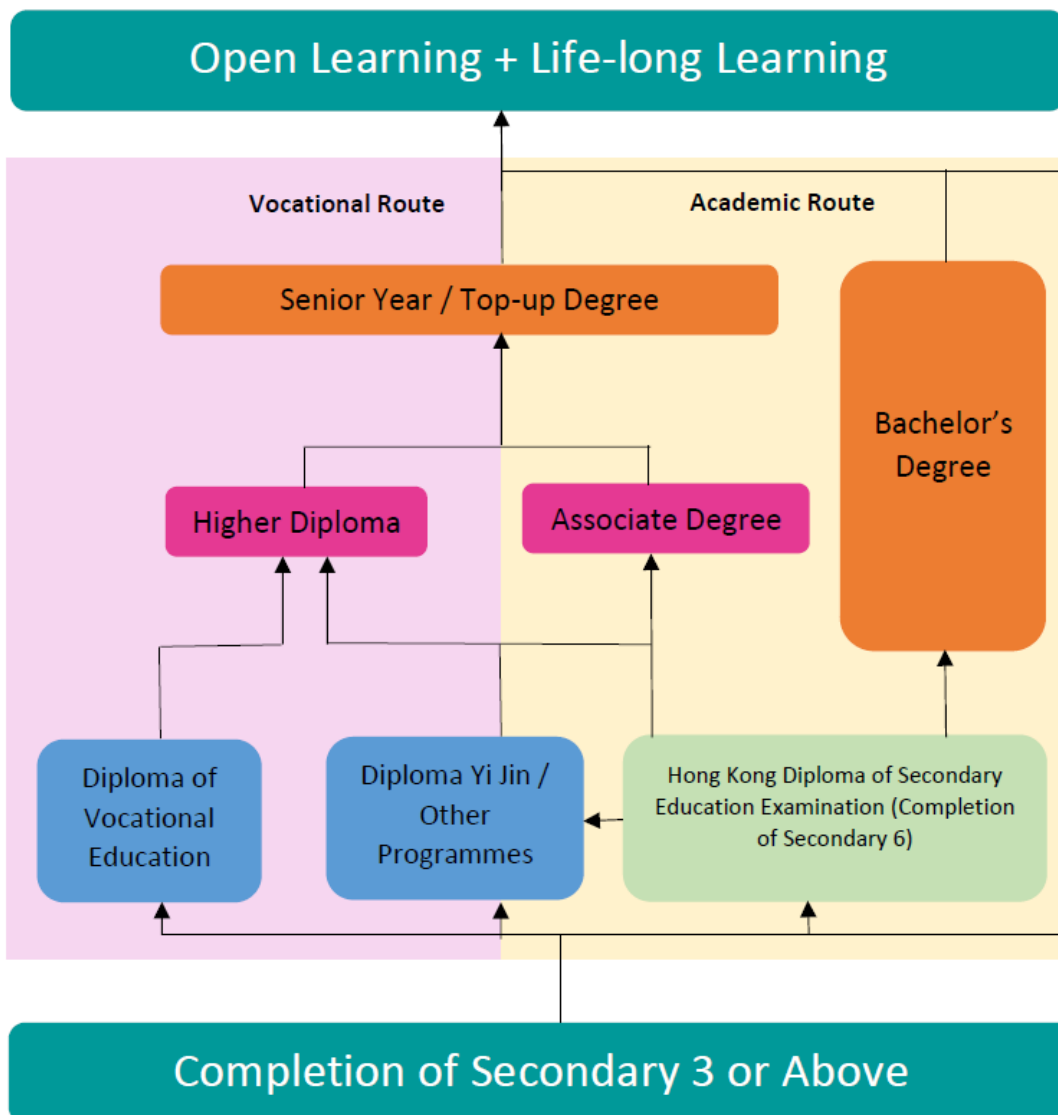 Open Learning + Life-long Learning
Vocational Route
Academic Route
Senior Year / Top-up Degree
Bachelor’s
Degree
Higher Diploma
Associate Degree
Diploma of
Vocational
Education
Diploma Yi Jin /
Other
Programmes
Hong Kong Diploma of Secondary
Education Examination (Completion
of Secondary 6)
Completion of Secondary 3 or Above